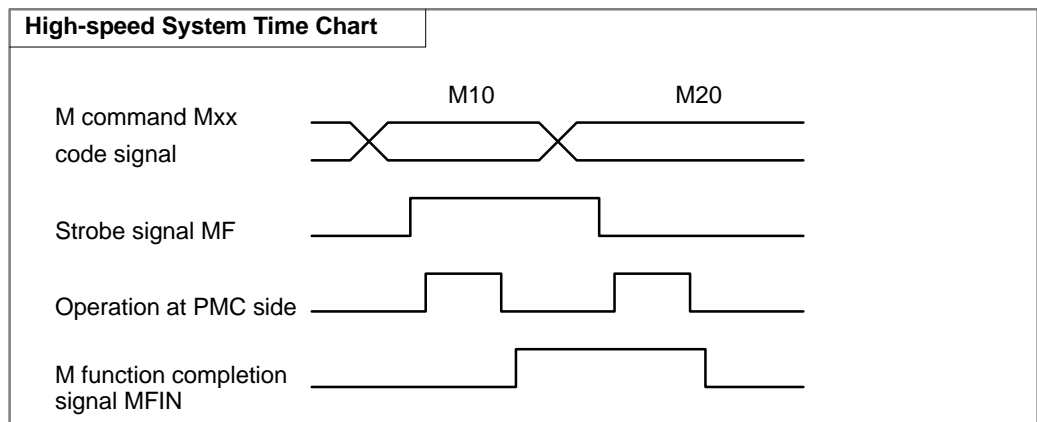 High-speed System Time Chart
M10 M20
M command Mxx
code signal
Strobe signal MF
Operation at PMC side
M function completion
signal MFIN